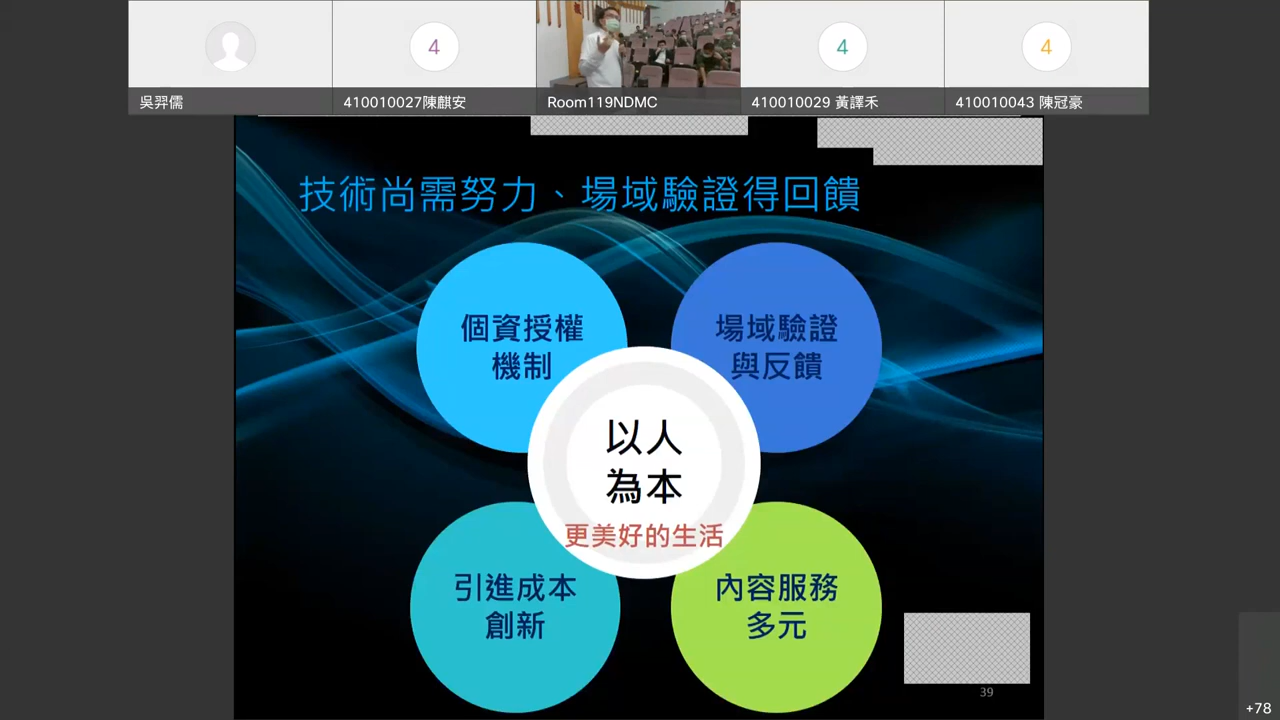 吳羿儒
4
410010027陳麒安
Room119NDMC
4
410010029 黃譯禾
4
410010043 陳冠豪
技術尚需努力、場域驗證得回饋
個資授權
機制
場域驗證
與反饋
以人
為本
更美好的生活
引進成本
創新
內容服務
多元
39
+78